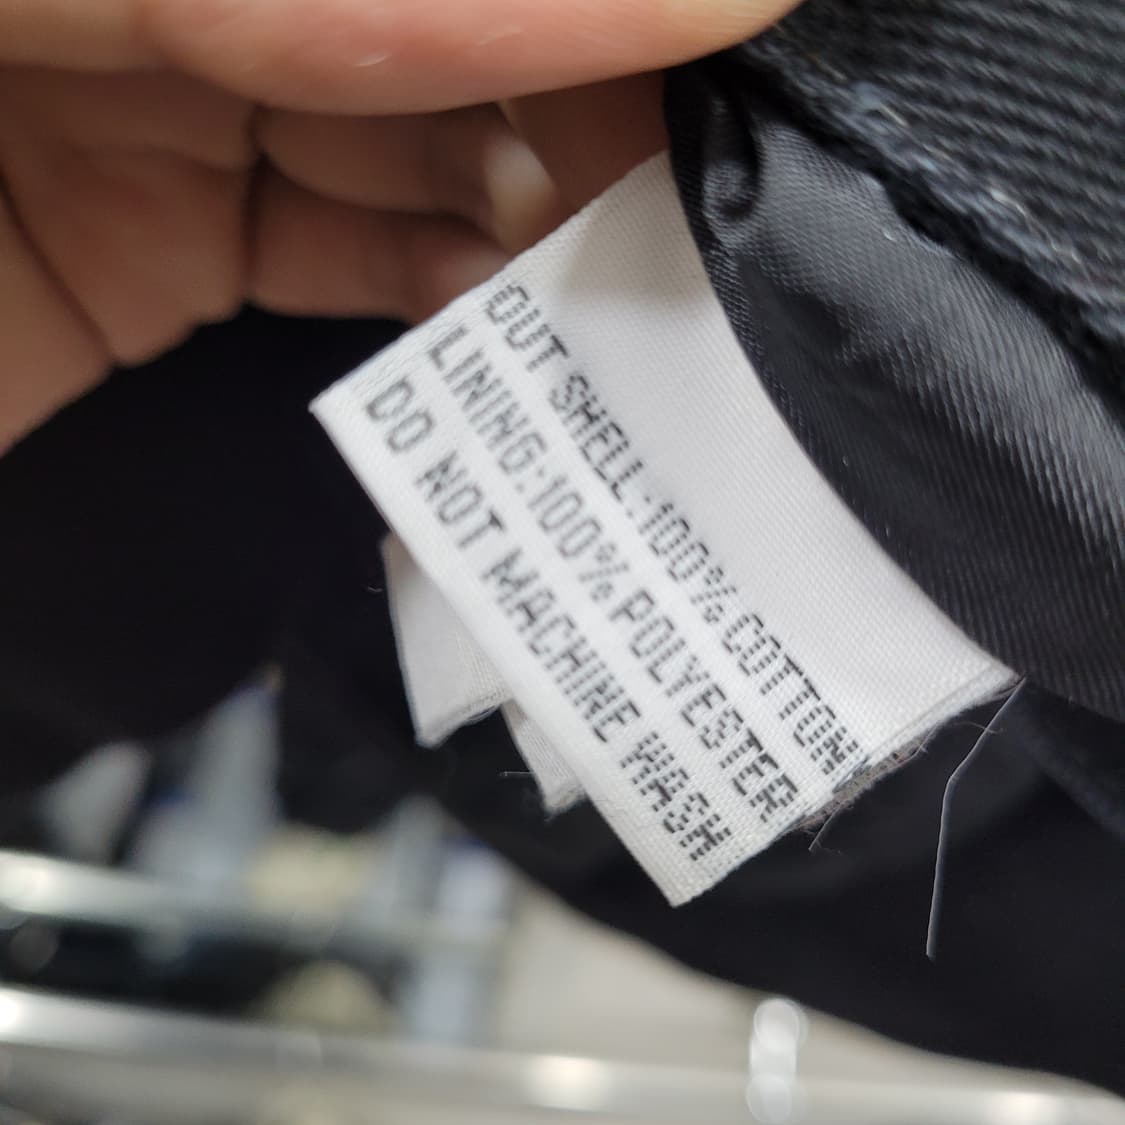 OUT SHELL:100% COTTON
LINING:100% POLYESTER
DO NOT MACHINE WASH